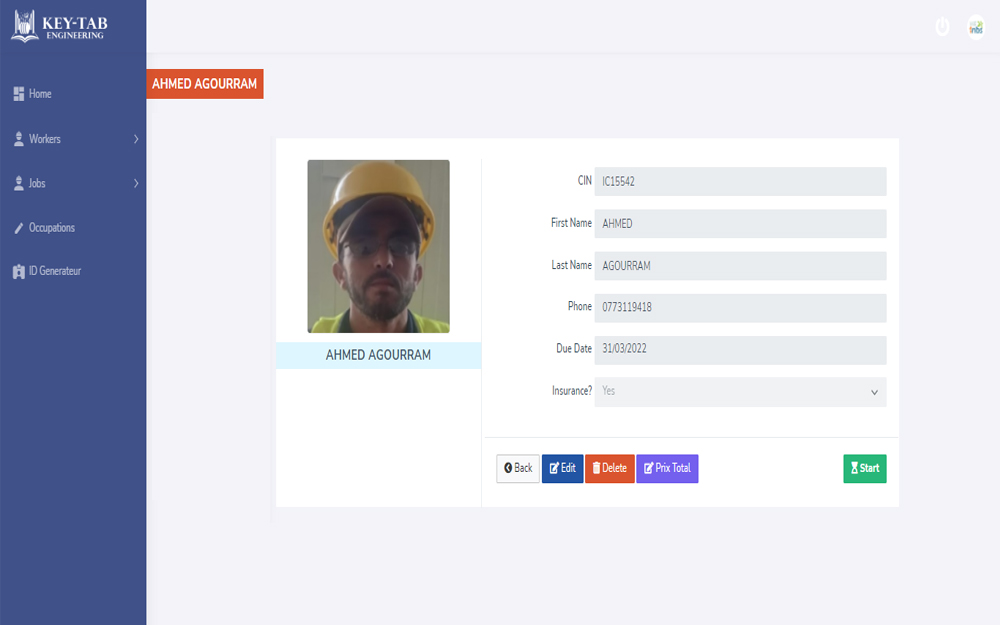 KEY-TAB
ENGINEERING
AHMED AGOURRAM
Home
Workers
Jobs
Occupations
ID Generateur
AHMED AGOURRAM
CIN IC15542
First Name AHMED
Last Name AGOURRAM
Phone 0773119418
Due Date 31/03/2022
Insurance? Yes
Back Edit Delete Prix Total Start